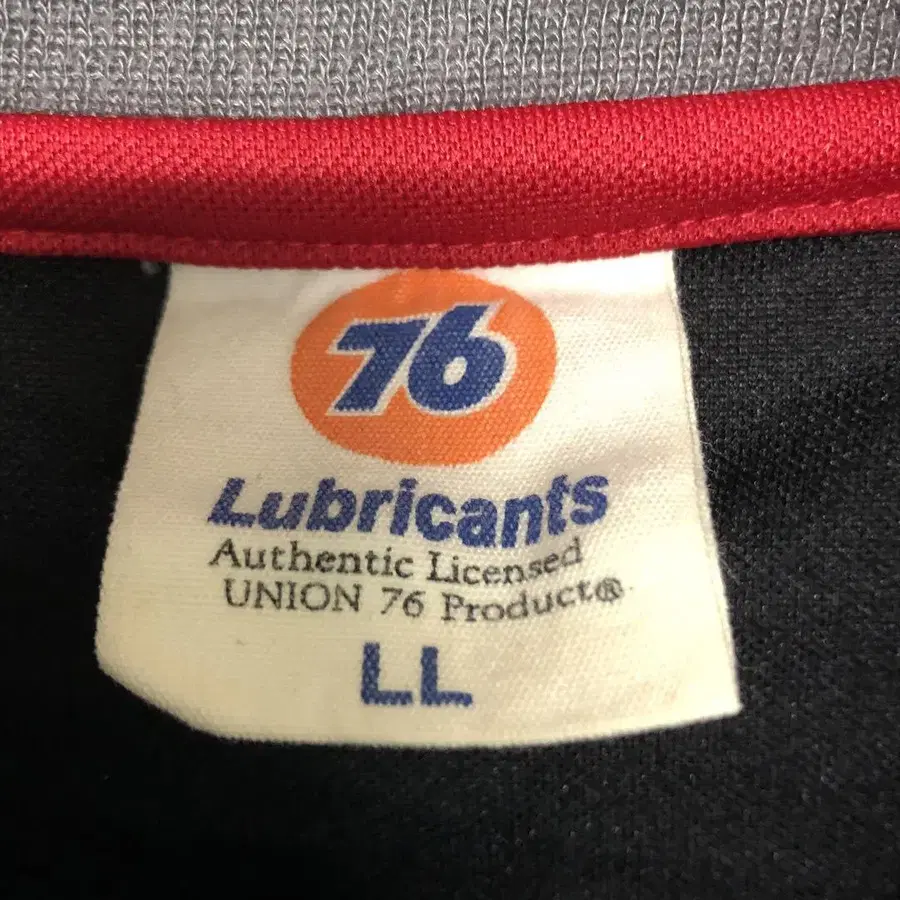 76
Lubricants
Authentic Licensed
UNION 76 Product®
LL